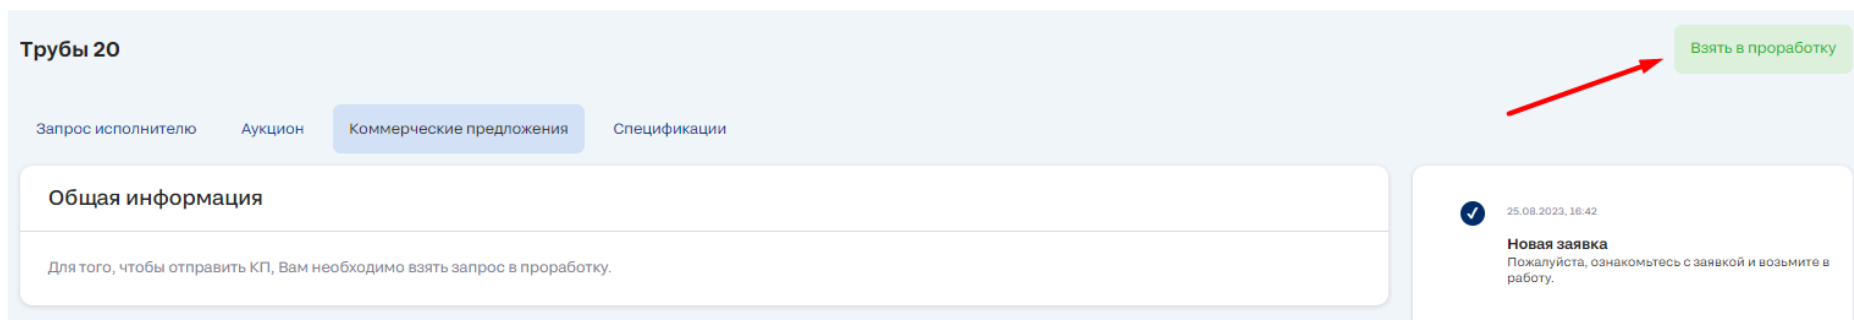 Трубы 20
Взять в проработку
Запрос исполнителю
Аукцион
Коммерческие предложения
Спецификации
Общая информация
Для того, чтобы отправить КП, Вам необходимо взять запрос в проработку.
25.08.2023, 16:42
Новая заявка
Пожалуйста, ознакомьтесь с заявкой и возьмите в
работу.